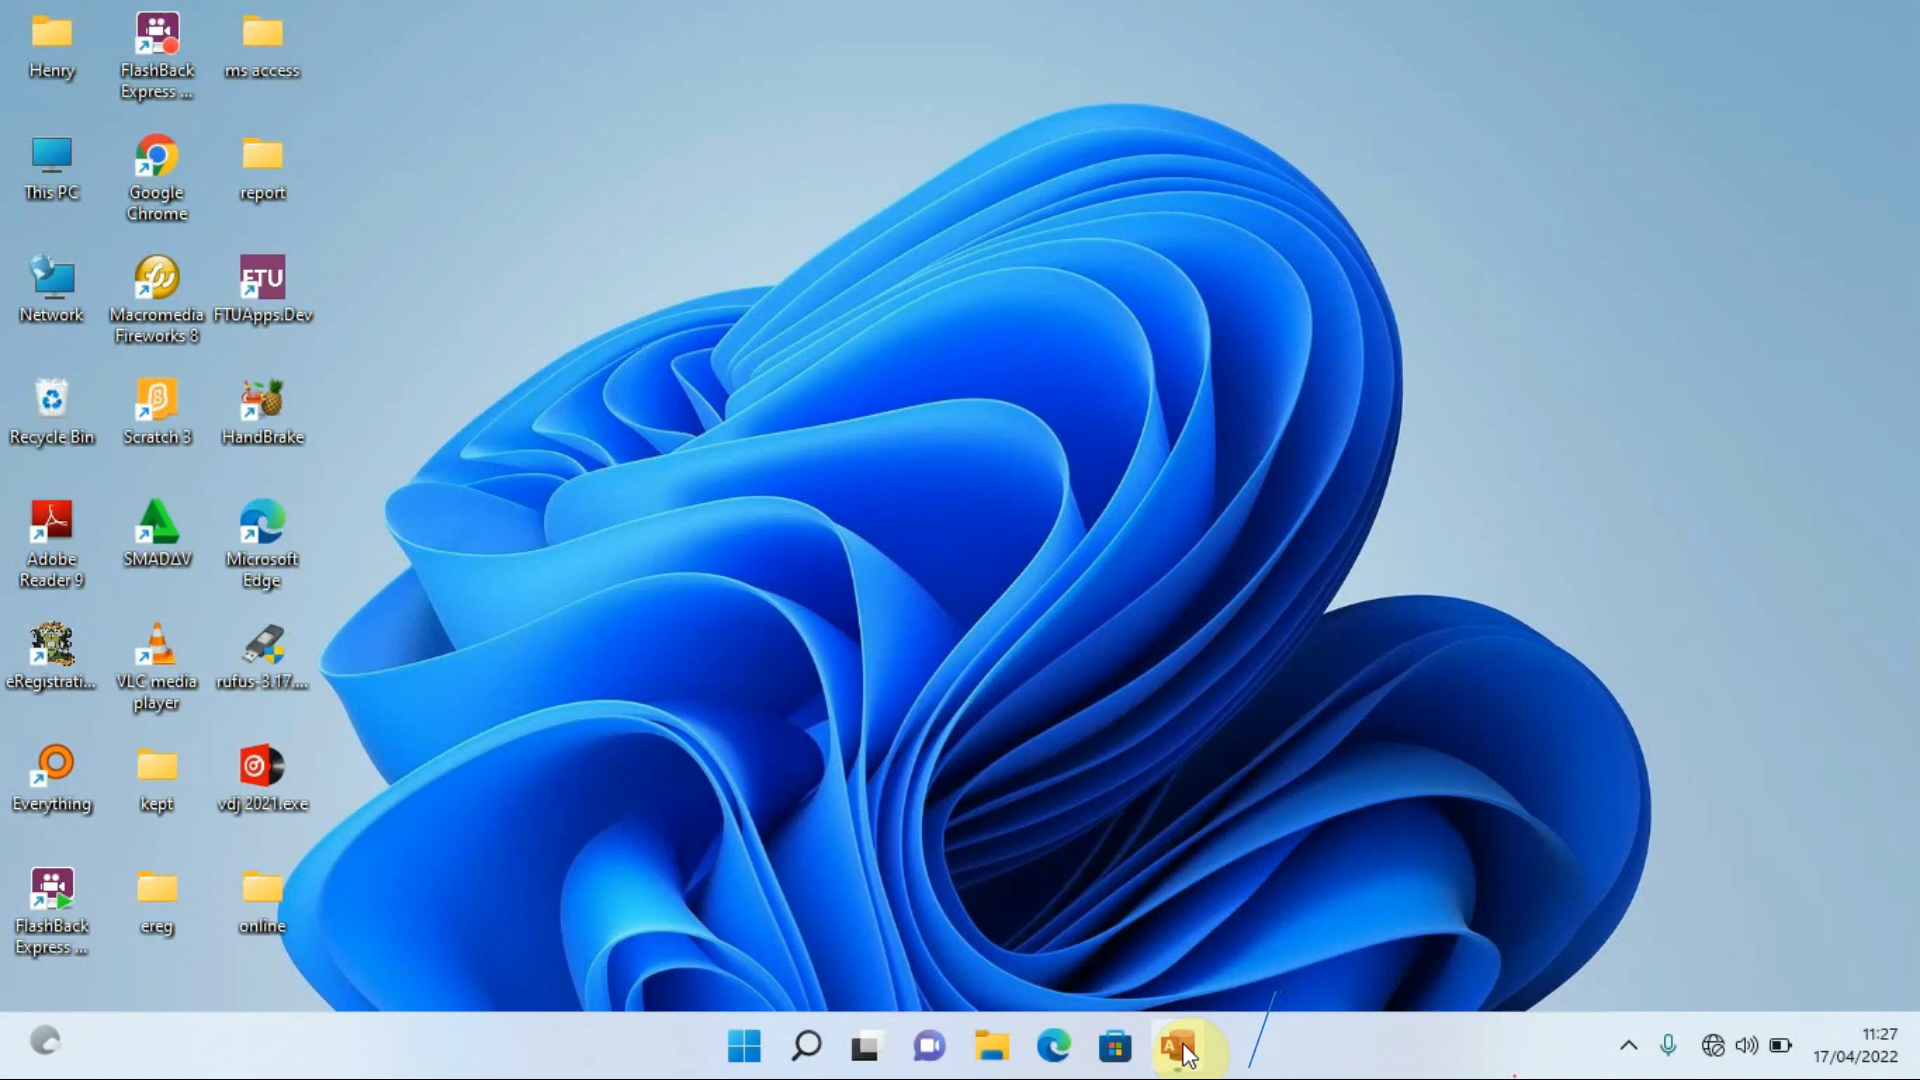 Henry
FlashBack
Express ...
ms access
This PC
Google
Chrome
report
Network
Macromedia
Fireworks 8
FTU
FTUApps.Dev
Recycle Bin
Scratch 3
HandBrake
Adobe
Reader 9
SMADΔV
Microsoft
Edge
eRegistrati...
VLC media
player
rufus-3.17....
Everything
kept
vdj 2021.exe
FlashBack
Express ...
ereg
online
A
11:27
17/04/2022